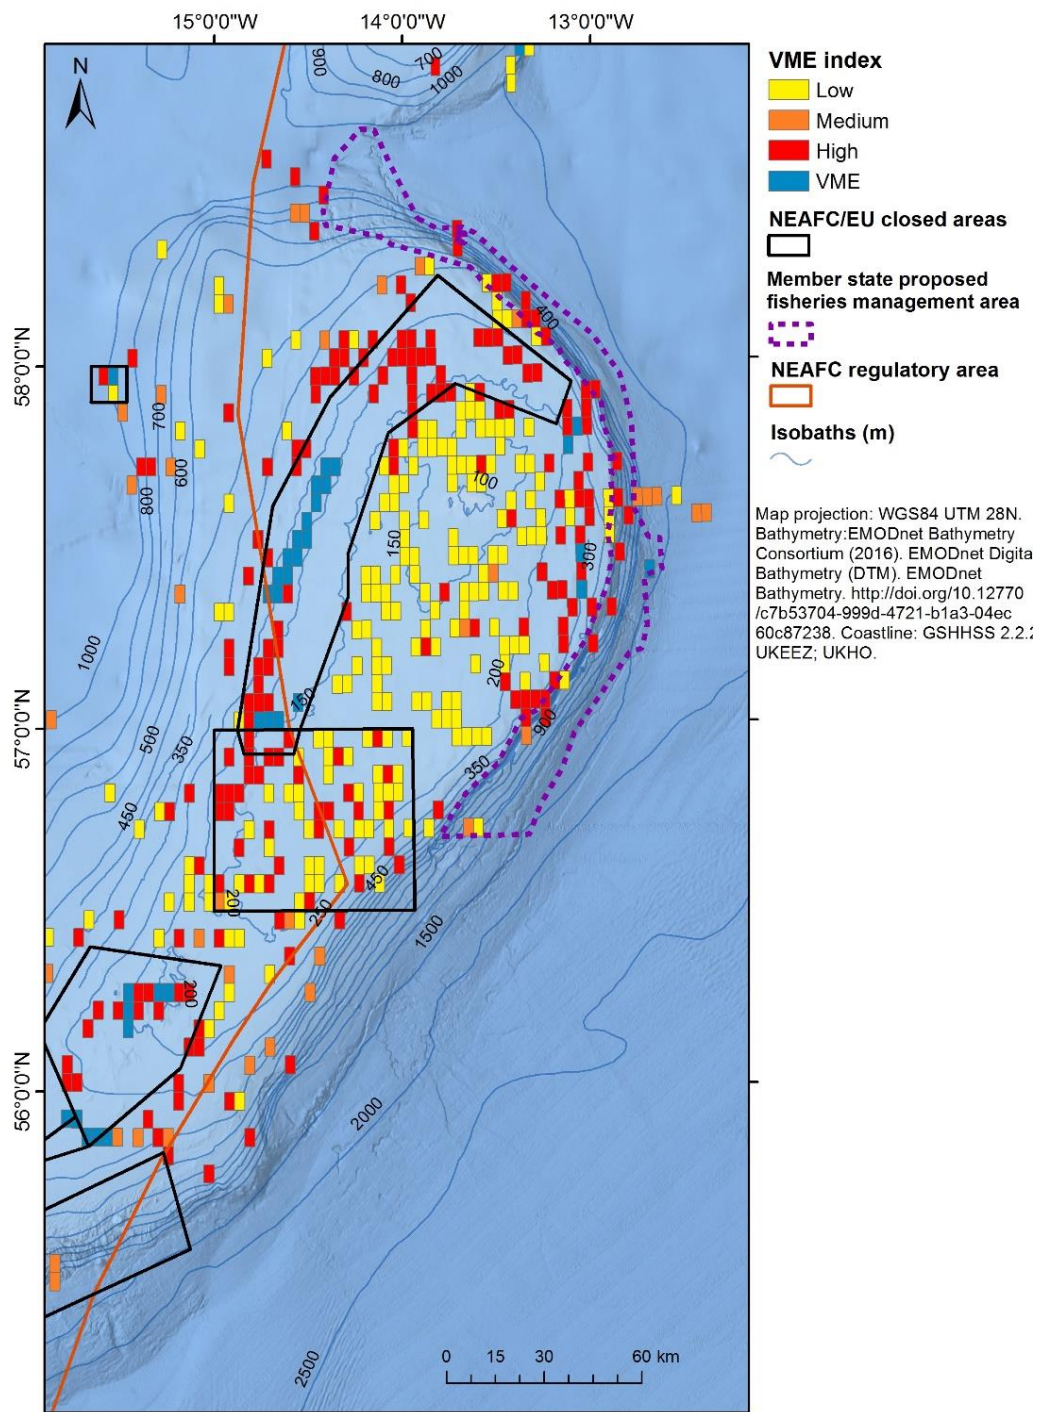 15°0'0"W 14°0'0"W 13°0'0"W
N
58°0'0"N
57°0'0"N
56°0'0"N
900
700
800
1000
400
700
600
800
100
150
300
1000
200
150
900
500
350
350
450
450
200
250
1500
200
2000
2500
0 15 30 60 km
VME index
Low
Medium
High
VME
NEAFC/EU closed areas
Member state proposed
fisheries management area
NEAFC regulatory area
Isobaths (m)
Map projection: WGS84 UTM 28N.
Bathymetry:EMODnet Bathymetry
Consortium (2016). EMODnet Digita
Bathymetry (DTM). EMODnet
Bathymetry. http://doi.org/10.12770
/c7b53704-999d-4721-b1a3-04ec
60c87238. Coastline: GSHHSS 2.2.2
UKEEZ; UKHO.